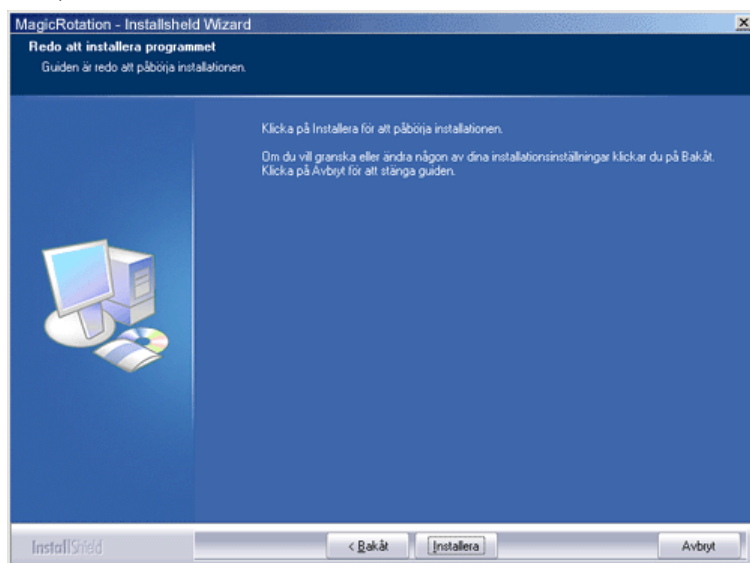 MagicRotation - Installsheld Wizard
Redo att installera programmet
Guiden är redo att påbörja installationen.
Klicka på Installera för att påbörja installationen.
Om du vill granska eller ändra någon av dina installationsinställningar klickar du på Bakåt.
Klicka på Avbryt för att stänga guiden.
InstallShield
< Bakåt
Installera
Avbryt